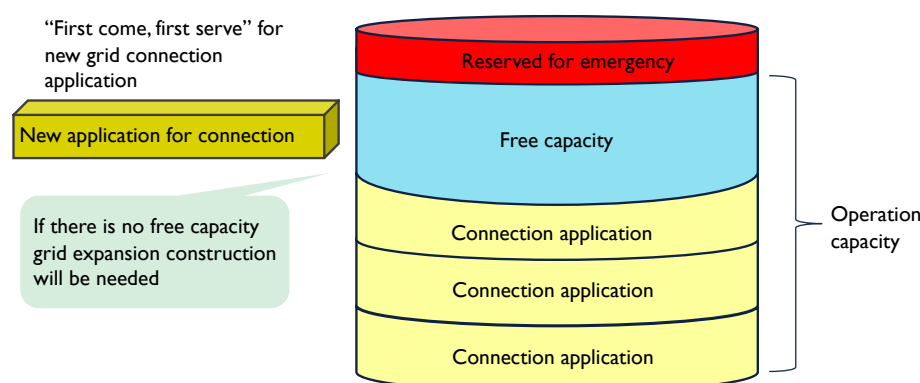 “First come, first serve” for
new grid connection
application
New application for connection
If there is no free capacity
grid expansion construction
will be needed
Reserved for emergency
Free capacity
Connection application
Connection application
Connection application
Operation
capacity